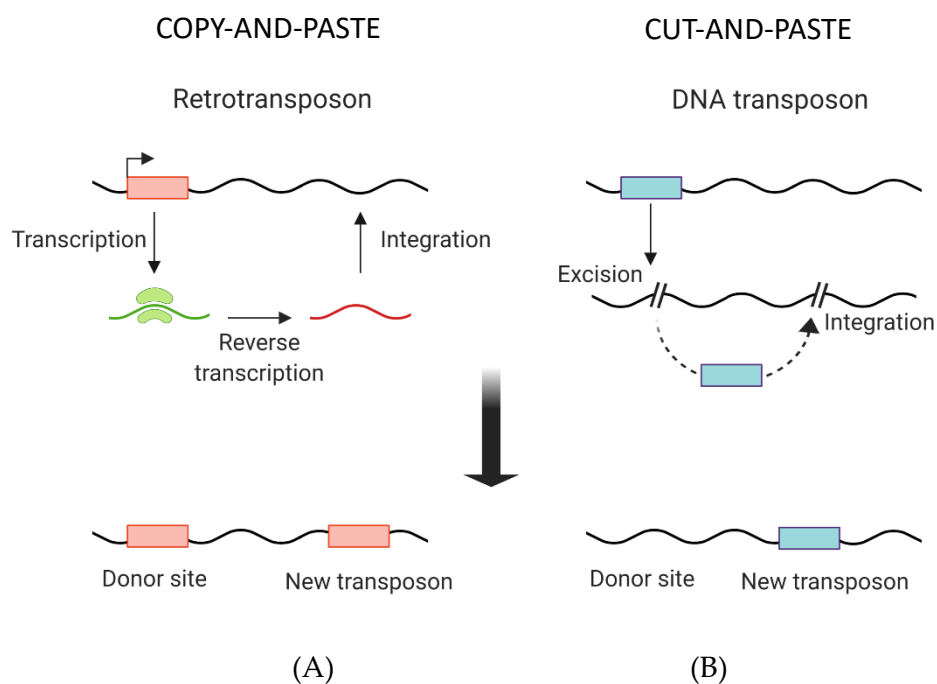 COPY-AND-PASTE
Retrotransposon
Transcription
Integration
Reverse
transcription
Donor site
New transposon
(A)
CUT-AND-PASTE
DNA transposon
Excision
Integration
Donor site
New transposon
(B)